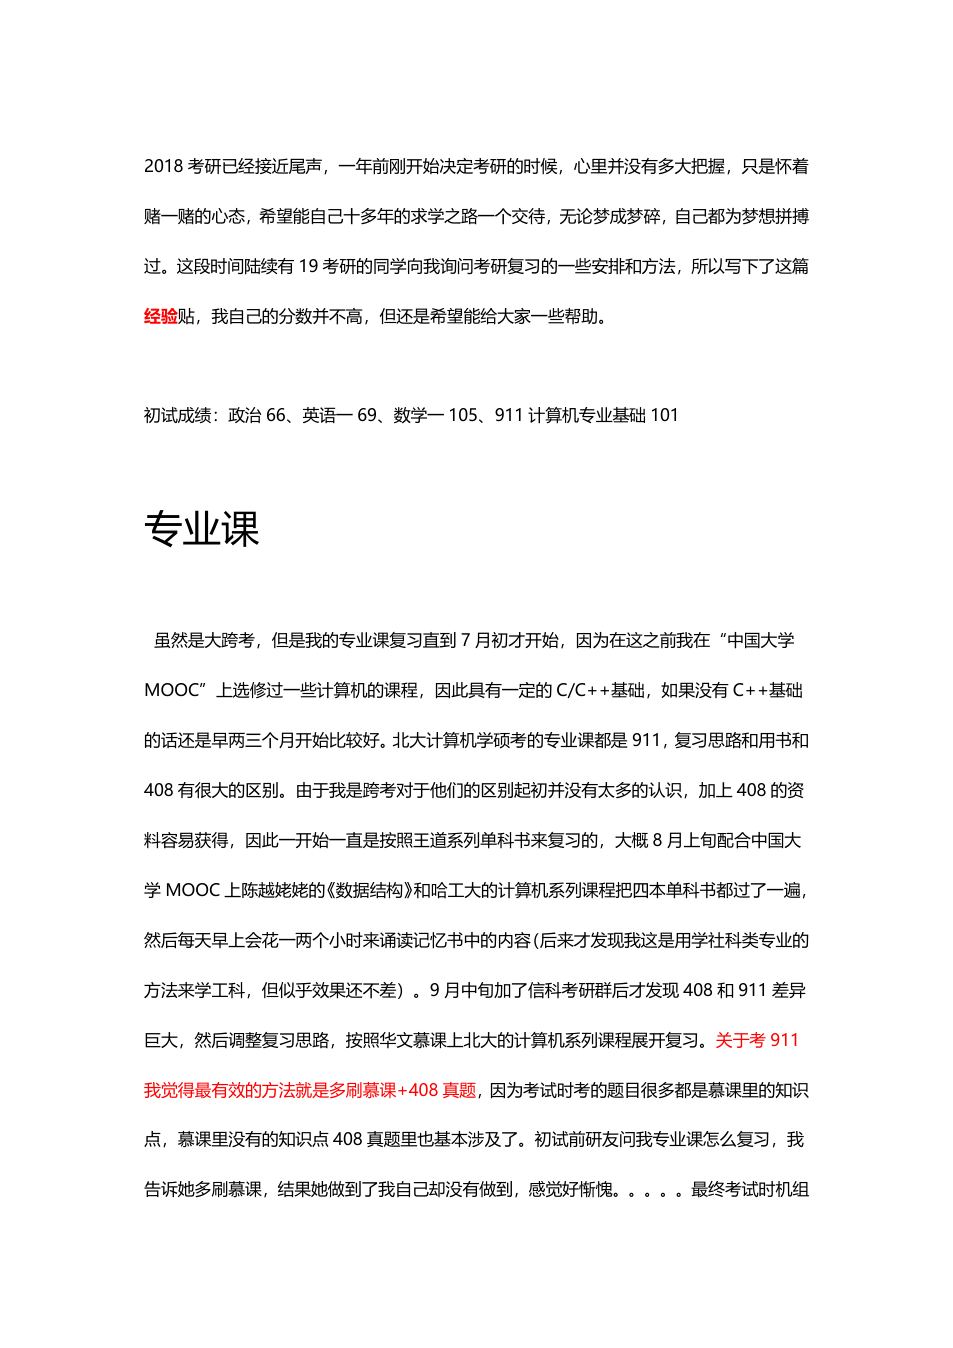 2018 考研已经接近尾声，一年前刚开始决定考研的时候，心里并没有多大把握，只是怀着
赌一赌的心态，希望能自己十多年的求学之路一个交待，无论梦成梦碎，自己都为梦想拼搏
过。这段时间陆续有 19 考研的同学向我询问考研复习的一些安排和方法，所以写下了这篇
经验贴，我自己的分数并不高，但还是希望能给大家一些帮助。
初试成绩：政治 66、英语一 69、数学一 105、911 计算机专业基础 101
专业课
虽然是大跨考，但是我的专业课复习直到 7 月初才开始，因为在这之前我在“中国大学
MOOC”上选修过一些计算机的课程，因此具有一定的 C/C++基础，如果没有 C++基础
的话还是早两三个月开始比较好。北大计算机学硕考的专业课都是 911，复习思路和用书和
408 有很大的区别。由于我是跨考对于他们的区别起初并没有太多的认识，加上 408 的资
料容易获得，因此一开始一直是按照王道系列单科书来复习的，大概 8 月上旬配合中国大
学 MOOC 上陈越姥姥的《数据结构》和哈工大的计算机系列课程把四本单科书都过了一遍，
然后每天早上会花一两个小时来诵读记忆书中的内容（后来才发现我这是用学社科类专业的
方法来学工科，但似乎效果还不差）。9 月中旬加了信科考研群后才发现 408 和 911 差异
巨大，然后调整复习思路，按照华文慕课上北大的计算机系列课程展开复习。关于考 911
我觉得最有效的方法就是多刷慕课+408 真题，因为考试时考的题目很多都是慕课里的知识
点，慕课里没有的知识点 408 真题里也基本涉及了。初试前研友问我专业课怎么复习，我
告诉她多刷慕课，结果她做到了我自己却没有做到，感觉好惭愧。。。。。最终考试时机组